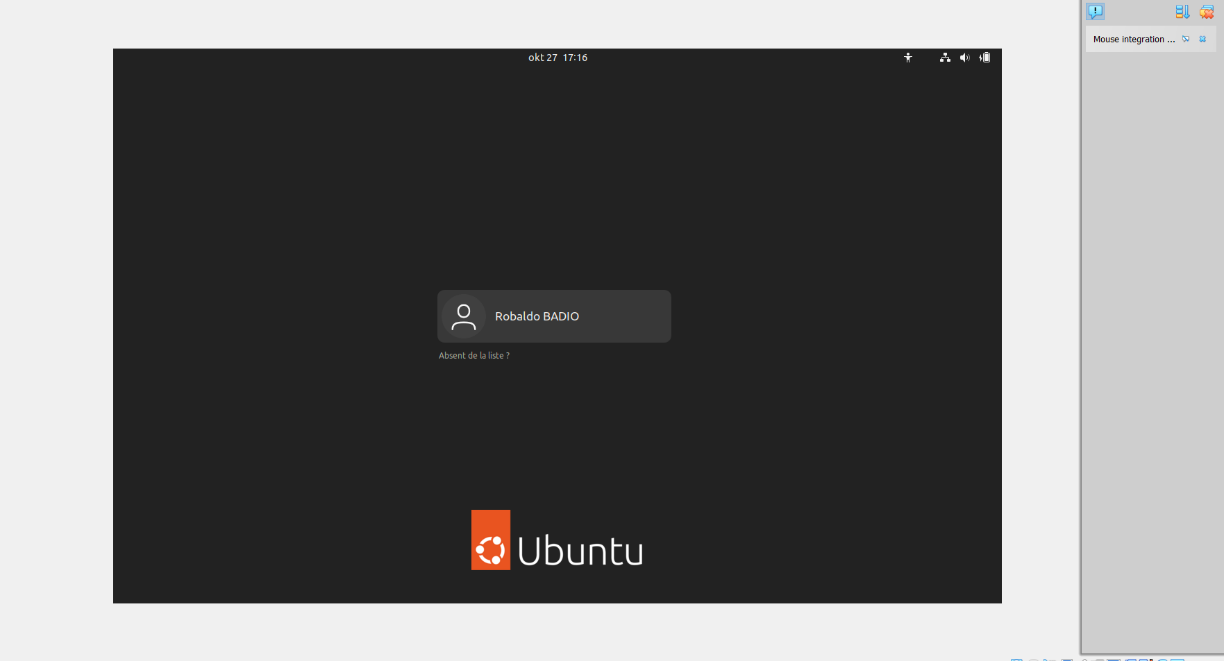 okt 27 17:16
Mouse integration ...
Robaldo BADIO
Absent de la liste ?
Ubuntu